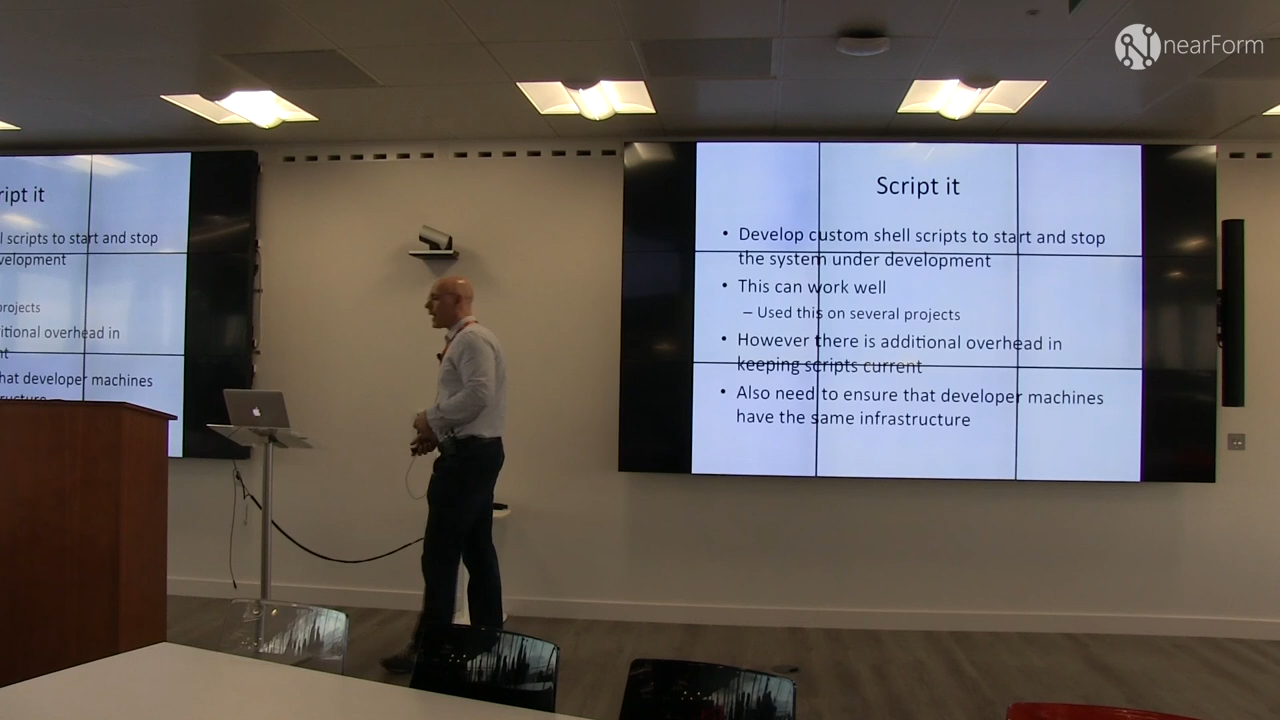 nearForm
ript it
l scripts to start and stop
velopment
projects
itional overhead in
t
hat developer machines
ructure
Script it
• Develop custom shell scripts to start and stop
the system under development
• This can work well
– Used this on several projects
• However there is additional overhead in
keeping scripts current
• Also need to ensure that developer machines
have the same infrastructure